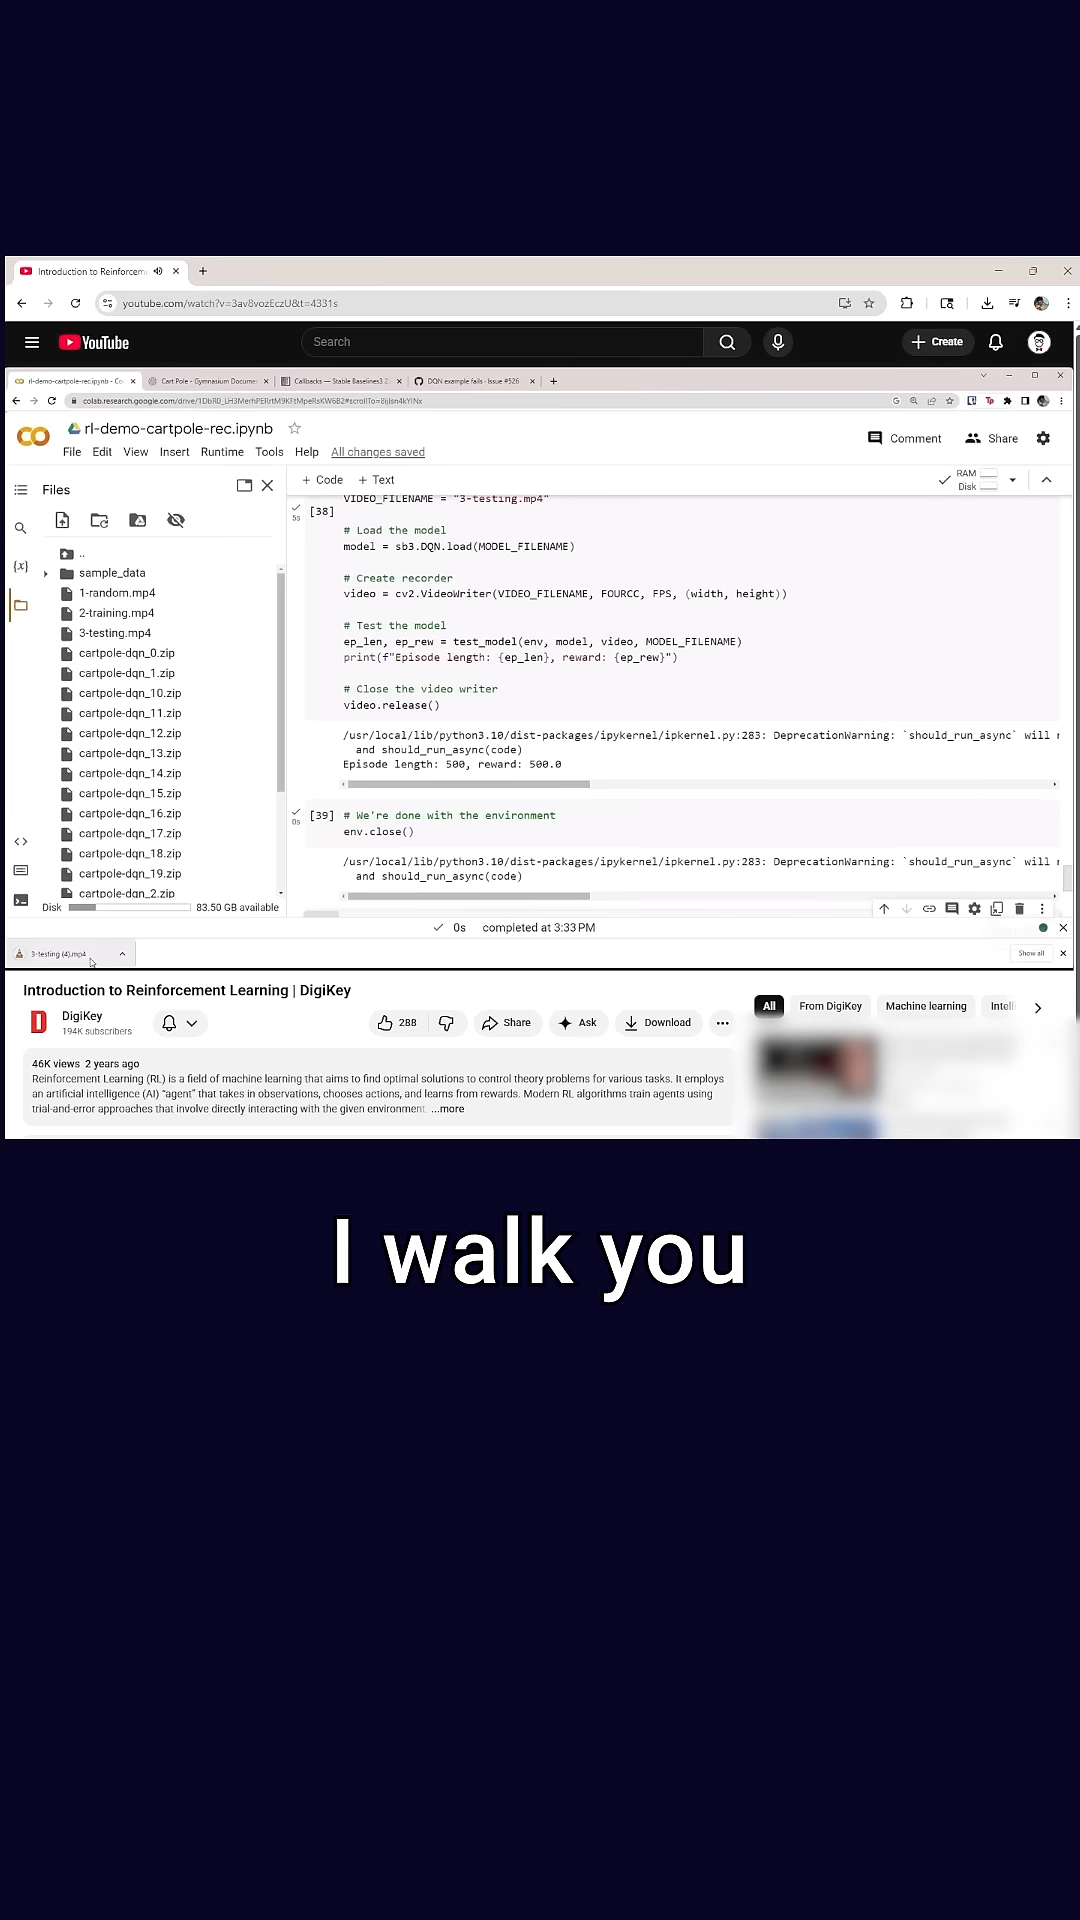 Introduction to Reinforcem
youtube.com/watch?v=3av8vozEczU&t=4331s
YouTube
Search
Create
rl-demo-cartpole-rec.ipynb - Co
Cart Pole - Gymnasium Docume
Callbacks — Stable Baselines3 2.
DQN example fails · Issue #526
colab.research.google.com/drive/
rl-demo-cartpole-rec.ipynb
Comment
Share
File Edit View Insert Runtime Tools Help All changes saved
Files
+ Code + Text
RAM
Disk
..
sample_data
1-random.mp4
2-training.mp4
3-testing.mp4
cartpole-dqn_0.zip
cartpole-dqn_1.zip
cartpole-dqn_10.zip
cartpole-dqn_11.zip
cartpole-dqn_12.zip
cartpole-dqn_13.zip
cartpole-dqn_14.zip
cartpole-dqn_15.zip
cartpole-dqn_16.zip
cartpole-dqn_17.zip
cartpole-dqn_18.zip
cartpole-dqn_19.zip
cartpole-dqn_2.zip
Disk
83.50 GB available
VIDEO_FILENAME = "3-testing.mp4"
5s
[38]
# Load the model
model = sb3.DQN.load(MODEL_FILENAME)
# Create recorder
video = cv2.VideoWriter(VIDEO_FILENAME, FOURCC, FPS, (width, height))
# Test the model
ep_len, ep_rew = test_model(env, model, video, MODEL_FILENAME)
print(f"Episode length: {ep_len}, reward: {ep_rew}")
# Close the video writer
video.release()
/usr/local/lib/python3.10/dist-packages/ipykernel/ipkernel.py:283: DeprecationWarning: `should_run_async` will r
and should_run_async(code)
Episode length: 500, reward: 500.0
0s
[39] # We're done with the environment
env.close()
/usr/local/lib/python3.10/dist-packages/ipykernel/ipkernel.py:283: DeprecationWarning: `should_run_async` will r
and should_run_async(code)
0s completed at 3:33 PM
3-testing (4).mp4
Show all
Introduction to Reinforcement Learning | DigiKey
DigiKey
194K subscribers
288
Share
Ask
Download
All
From DigiKey
Machine learning
Intelli
46K views 2 years ago
Reinforcement Learning (RL) is a field of machine learning that aims to find optimal solutions to control theory problems for various tasks. It employs
an artificial intelligence (AI) “agent” that takes in observations, chooses actions, and learns from rewards. Modern RL algorithms train agents using
trial-and-error approaches that involve directly interacting with the given environment. ...more
I walk you